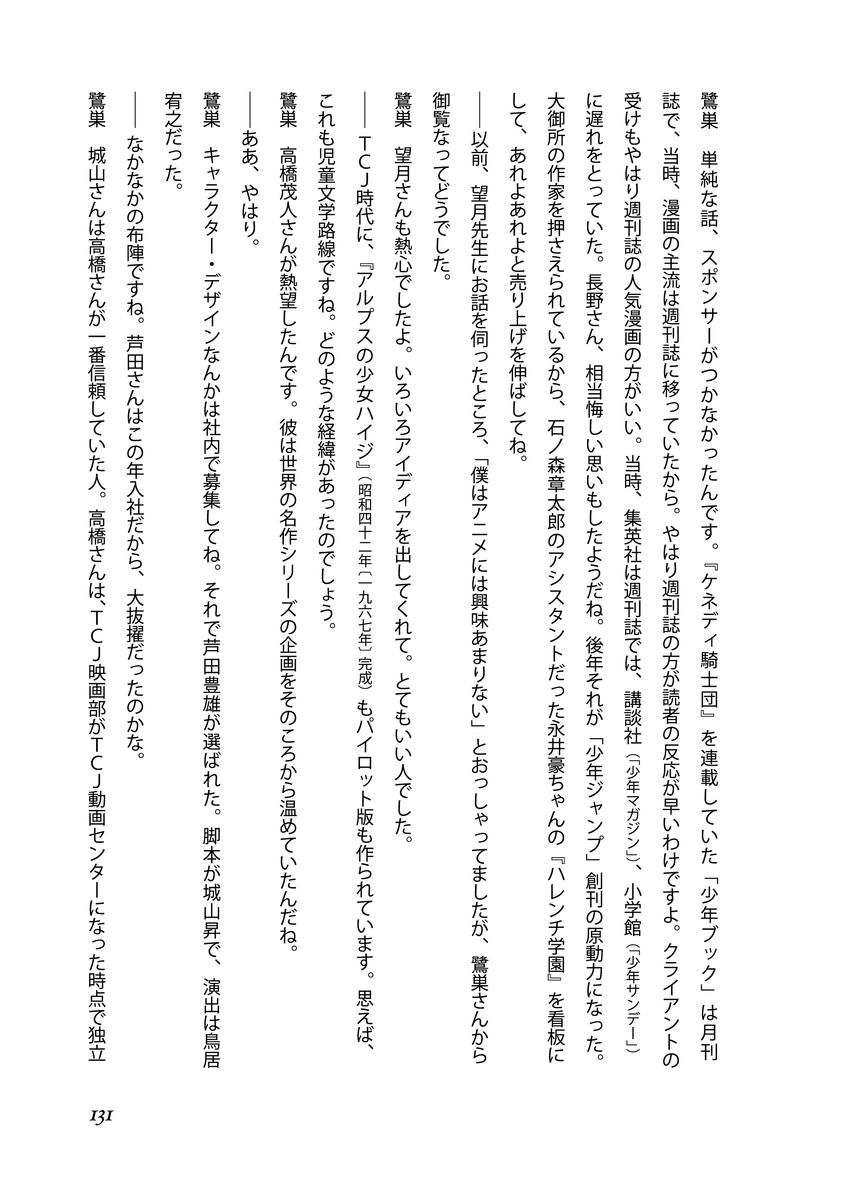 鷺巣　単純な話、スポンサーがつかなかったんです。『ケネディ騎士団』を連載していた「少年ブック」は月刊
誌で、当時、漫画の主流は週刊誌に移っていたから。やはり週刊誌の方が読者の反応が早いわけですよ。クライアントの
受けもやはり週刊誌の人気漫画の方がいい。当時、集英社は週刊誌では、講談社（「少年マガジン」）、小学館（「少年サンデー」）
に遅れをとっていた。長野さん、相当悔しい思いもしたようだね。後年それが「少年ジャンプ」創刊の原動力になった。
大御所の作家を押さえられているから、石ノ森章太郎のアシスタントだった永井豪ちゃんの『ハレンチ学園』を看板に
して、あれよあれよと売り上げを伸ばしてね。
――以前、望月先生にお話を伺ったところ、「僕はアニメには興味あまりない」とおっしゃってましたが、鷺巣さんから
御覧なってどうでした。
鷺巣　望月さんも熱心でしたよ。いろいろアイディアを出してくれて。とてもいい人でした。
――ＴＣＪ時代に、『アルプスの少女ハイジ』（昭和四十二年〔一九六七年〕完成）もパイロット版も作られています。思えば、
これも児童文学路線ですね。どのような経緯があったのでしょう。
鷺巣　高橋茂人さんが熱望したんです。彼は世界の名作シリーズの企画をそのころから温めていたんだね。
――ああ、やはり。
鷺巣　キャラクター・デザインなんかは社内で募集してね。それで芦田豊雄が選ばれた。脚本が城山昇で、演出は鳥居
宥之だった。
――なかなかの布陣ですね。芦田さんはこの年入社だから、大抜擢だったのかな。
鷺巣　城山さんは高橋さんが一番信頼していた人。高橋さんは、ＴＣＪ映画部がＴＣＪ動画センターになった時点で独立
131